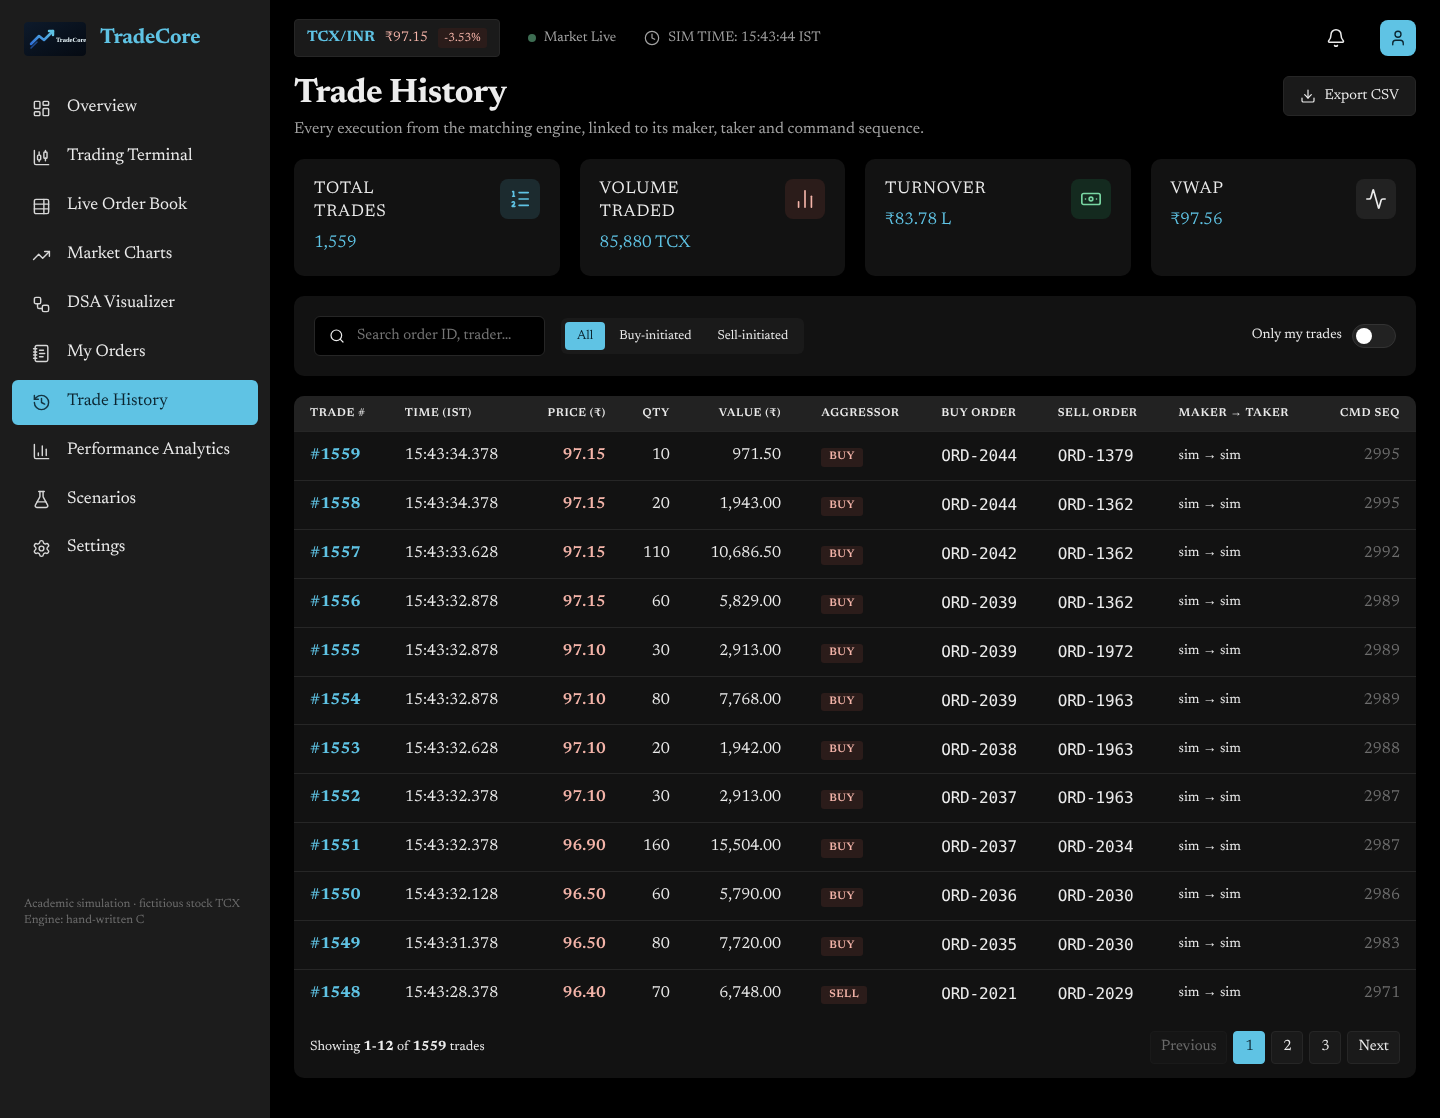 TradeCore TradeCore
Overview
Trading Terminal
Live Order Book
Market Charts
DSA Visualizer
My Orders
Trade History
Performance Analytics
Scenarios
Settings
Academic simulation · fictitious stock TCX
Engine: hand-written C
TCX/INR ₹97.15 -3.53% Market Live SIM TIME: 15:43:44 IST
Trade History
Every execution from the matching engine, linked to its maker, taker and command sequence.
Export CSV
TOTAL
TRADES
1,559
VOLUME
TRADED
85,880 TCX
TURNOVER
₹83.78 L
VWAP
₹97.56
Search order ID, trader... All Buy-initiated Sell-initiated Only my trades
TRADE # TIME (IST) PRICE (₹) QTY VALUE (₹) AGGRESSOR BUY ORDER SELL ORDER MAKER → TAKER CMD SEQ
#1559 15:43:34.378 97.15 10 971.50 BUY ORD-2044 ORD-1379 sim → sim 2995
#1558 15:43:34.378 97.15 20 1,943.00 BUY ORD-2044 ORD-1362 sim → sim 2995
#1557 15:43:33.628 97.15 110 10,686.50 BUY ORD-2042 ORD-1362 sim → sim 2992
#1556 15:43:32.878 97.15 60 5,829.00 BUY ORD-2039 ORD-1362 sim → sim 2989
#1555 15:43:32.878 97.10 30 2,913.00 BUY ORD-2039 ORD-1972 sim → sim 2989
#1554 15:43:32.878 97.10 80 7,768.00 BUY ORD-2039 ORD-1963 sim → sim 2989
#1553 15:43:32.628 97.10 20 1,942.00 BUY ORD-2038 ORD-1963 sim → sim 2988
#1552 15:43:32.378 97.10 30 2,913.00 BUY ORD-2037 ORD-1963 sim → sim 2987
#1551 15:43:32.378 96.90 160 15,504.00 BUY ORD-2037 ORD-2034 sim → sim 2987
#1550 15:43:32.128 96.50 60 5,790.00 BUY ORD-2036 ORD-2030 sim → sim 2986
#1549 15:43:31.378 96.50 80 7,720.00 BUY ORD-2035 ORD-2030 sim → sim 2983
#1548 15:43:28.378 96.40 70 6,748.00 SELL ORD-2021 ORD-2029 sim → sim 2971
Showing 1-12 of 1559 trades Previous 1 2 3 Next